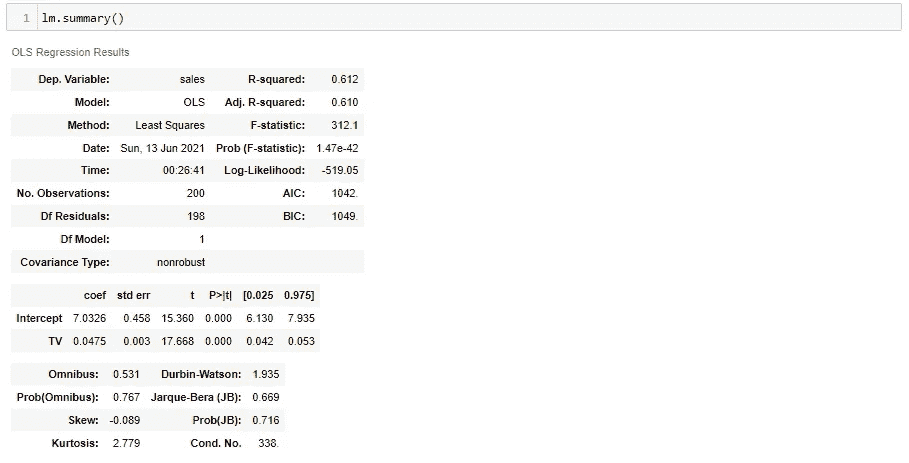 1 lm.summary()
OLS Regression Results
Dep. Variable: sales R-squared: 0.612
Model: OLS Adj. R-squared: 0.610
Method: Least Squares F-statistic: 312.1
Date: Sun, 13 Jun 2021 Prob (F-statistic): 1.47e-42
Time: 00:26:41 Log-Likelihood: -519.05
No. Observations: 200 AIC: 1042.
Df Residuals: 198 BIC: 1049.
Df Model: 1
Covariance Type: nonrobust
coef std err t P>|t| [0.025 0.975]
Intercept 7.0326 0.458 15.360 0.000 6.130 7.935
TV 0.0475 0.003 17.668 0.000 0.042 0.053
Omnibus: 0.531 Durbin-Watson: 1.935
Prob(Omnibus): 0.767 Jarque-Bera (JB): 0.669
Skew: -0.089 Prob(JB): 0.716
Kurtosis: 2.779 Cond. No. 338.